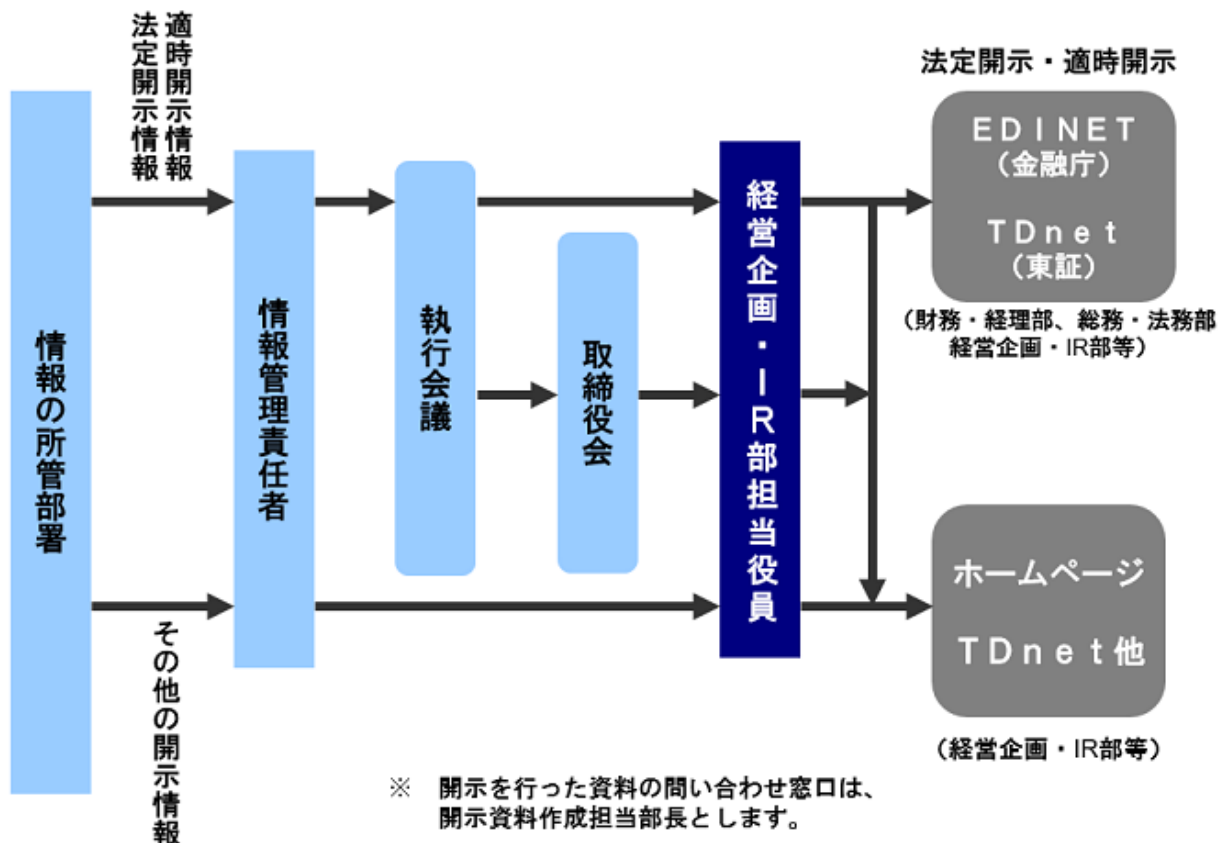 適時開示情報
法定開示情報
法定開示・適時開示
情報の所管部署
情報管理責任者
執行会議
取締役会
経営企画・IR部担当役員
ＥＤＩＮＥＴ
（金融庁）
ＴＤｎｅｔ
（東証）
（財務・経理部、総務・法務部
経営企画・IR部等）
その他の開示情報
ホームページ
ＴＤｎｅｔ他
（経営企画・IR部等）
※　開示を行った資料の問い合わせ窓口は、
開示資料作成担当部長とします。